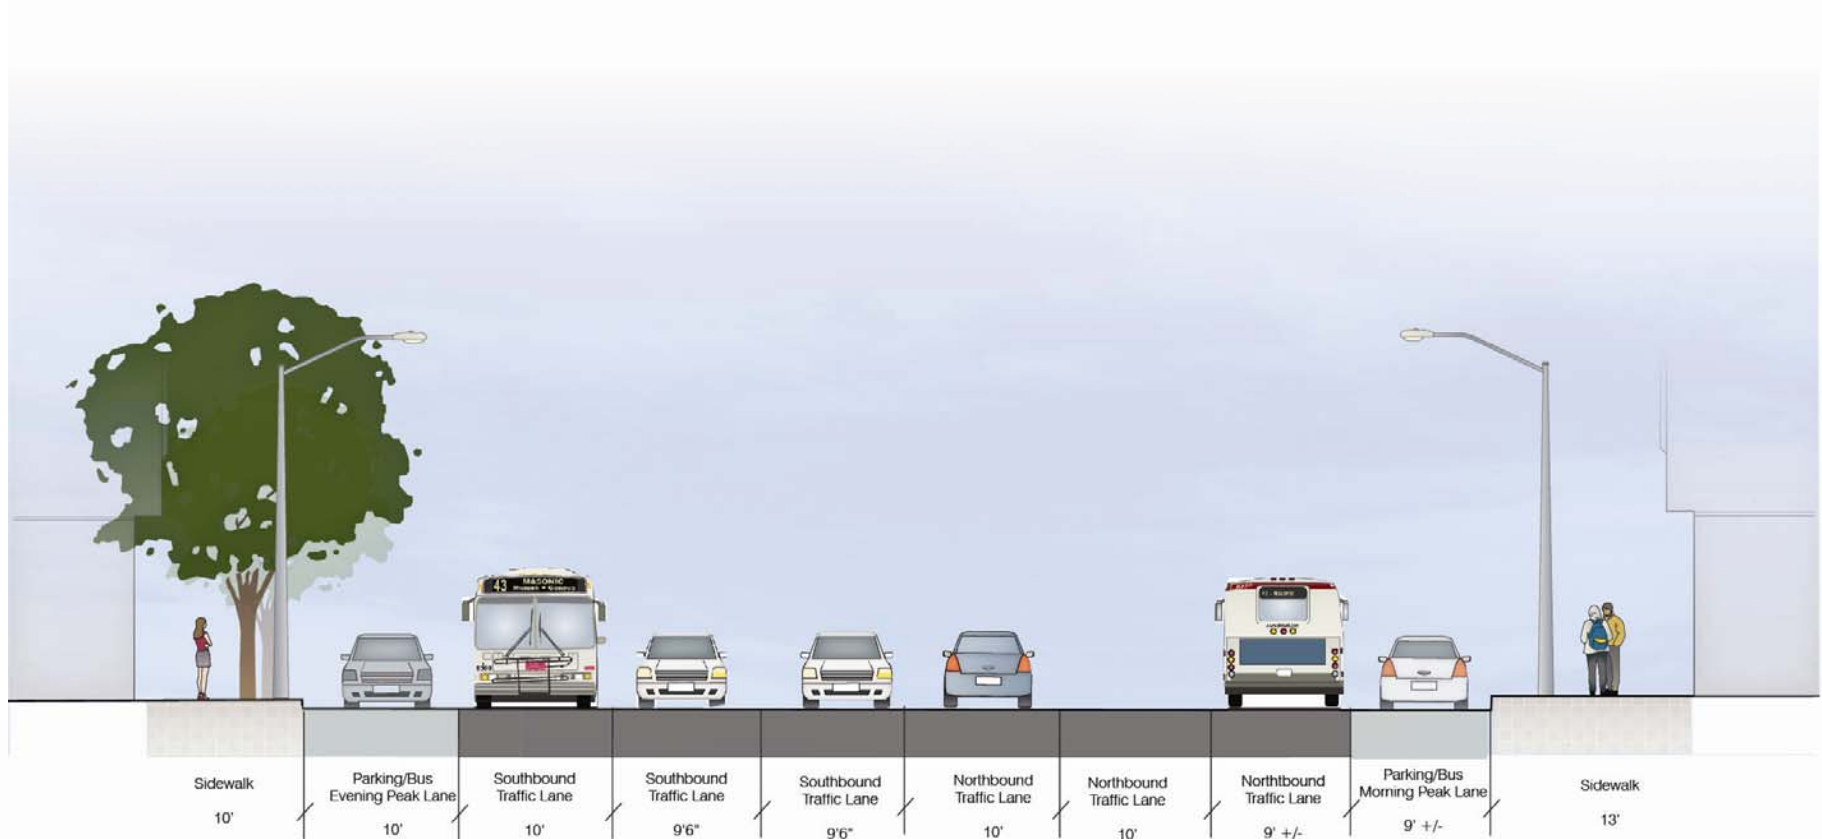 43 MASONIC
Sidewalk
10'
Parking/Bus
Evening Peak Lane
10'
Southbound
Traffic Lane
10'
Southbound
Traffic Lane
9'6"
Southbound
Traffic Lane
9'6"
Northbound
Traffic Lane
10'
Northbound
Traffic Lane
10'
Northtbound
Traffic Lane
9' +/-
Parking/Bus
Morning Peak Lane
9' +/-
Sidewalk
13'